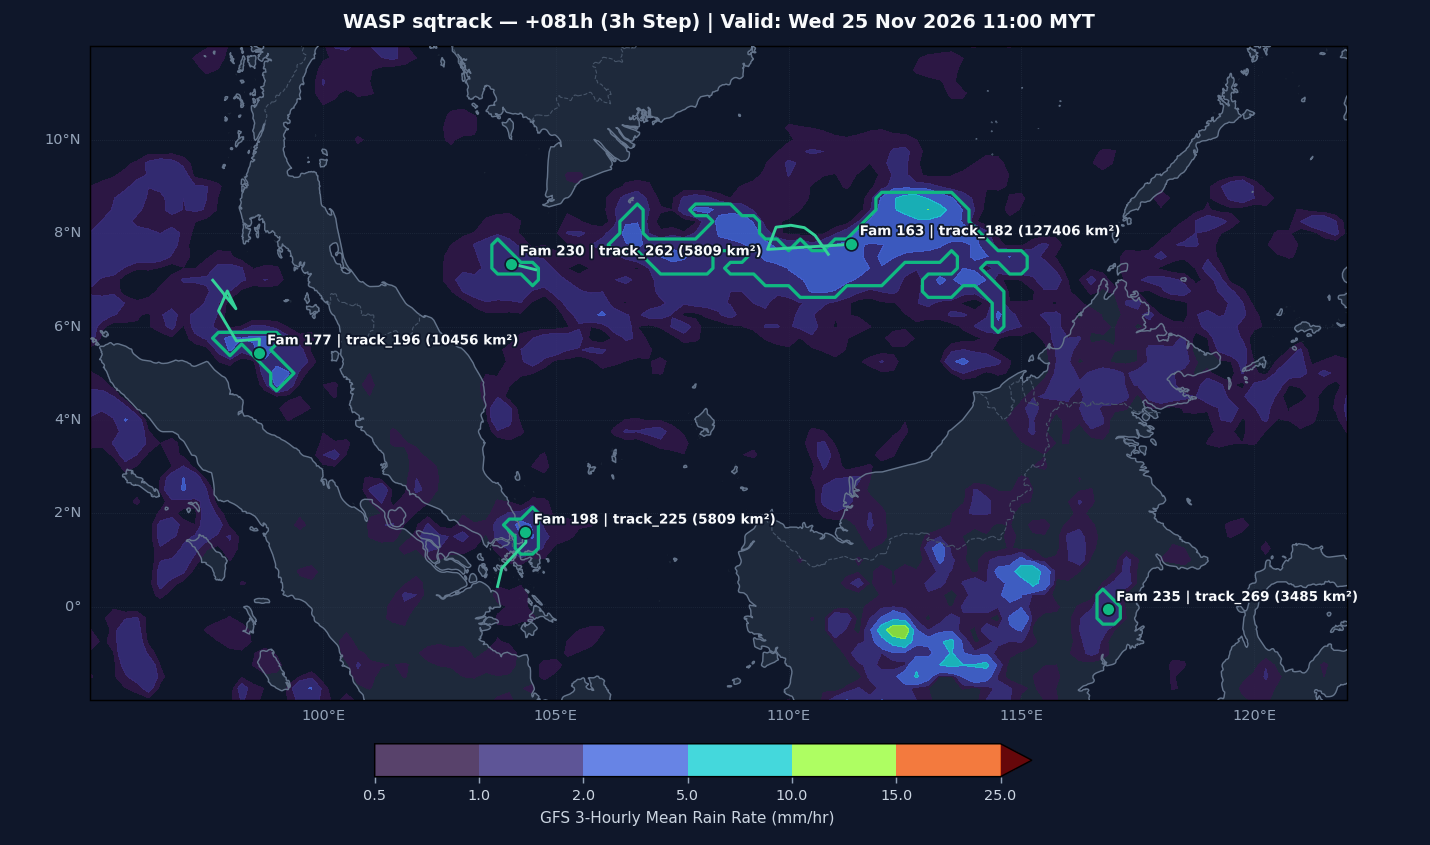 WASP sqtrack — +081h (3h Step) | Valid: Wed 25 Nov 2026 11:00 MYT
10°N
8°N
6°N
4°N
2°N
0°
Fam 163 | track_182 (127406 km²)
Fam 230 | track_262 (5809 km²)
Fam 177 | track_196 (10456 km²)
Fam 198 | track_225 (5809 km²)
Fam 235 | track_269 (3485 km²)
100°E 105°E 110°E 115°E 120°E
0.5 1.0 2.0 5.0 10.0 15.0 25.0
GFS 3-Hourly Mean Rain Rate (mm/hr)